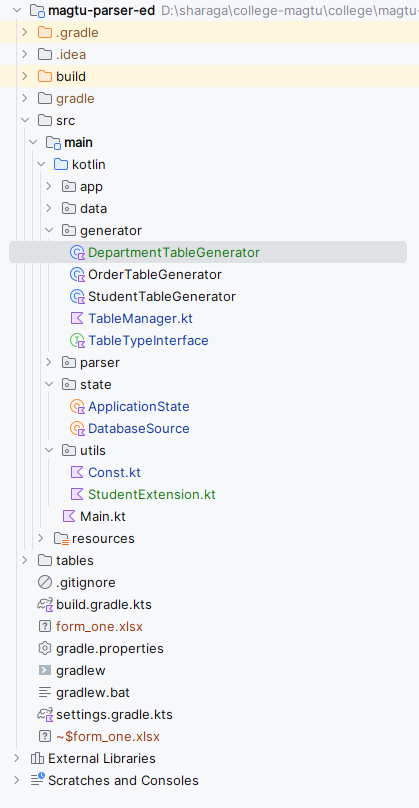 magtu-parser-ed D:\sharaga\college-magtu\college\magtu-
.gradle
.idea
build
gradle
src
main
kotlin
app
data
generator
DepartmentTableGenerator
OrderTableGenerator
StudentTableGenerator
TableManager.kt
TableTypeInterface
parser
state
ApplicationState
DatabaseSource
utils
Const.kt
StudentExtension.kt
Main.kt
resources
tables
.gitignore
build.gradle.kts
form_one.xlsx
gradle.properties
gradlew
gradlew.bat
settings.gradle.kts
~$form_one.xlsx
External Libraries
Scratches and Consoles